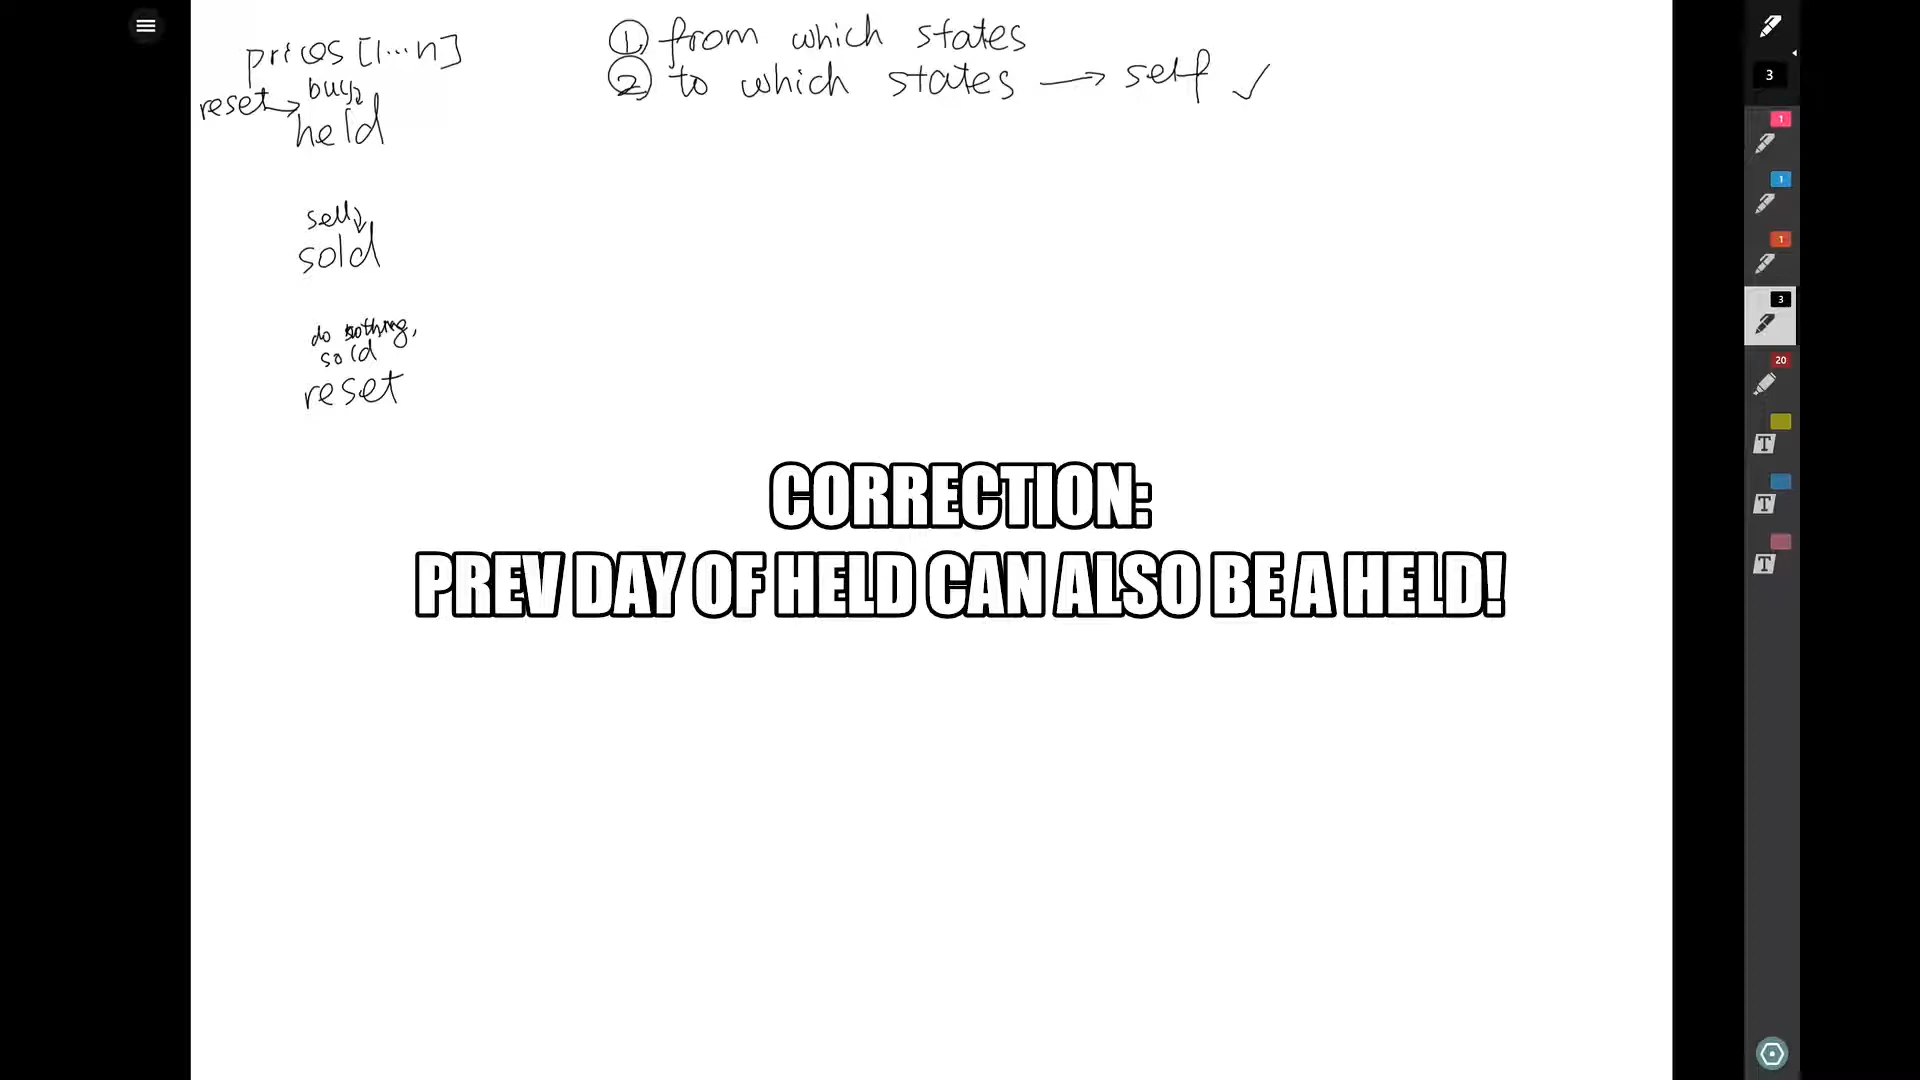 prices [1...n]
① from which states
② to which states → self ✓
buy
reset →
held
sell
sold
do nothing,
sold
reset
CORRECTION:
PREV DAY OF HELD CAN ALSO BE A HELD!
3
1
1
1
3
20
T
T
T